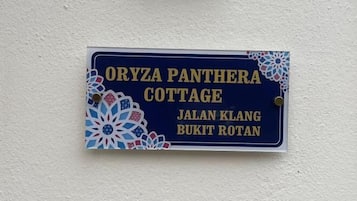 ORYZA PANTHERA
COTTAGE
JALAN KLANG
BUKIT ROTAN